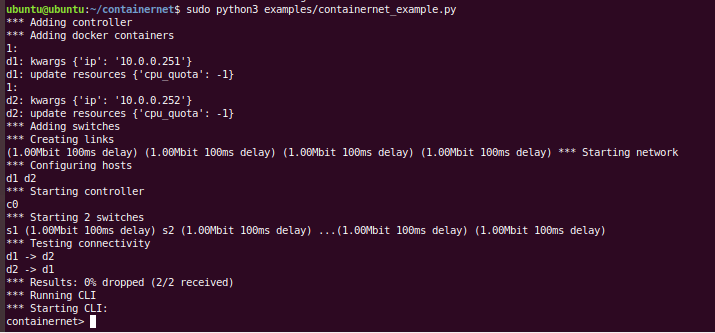 ubuntu@ubuntu:~/containernet$ sudo python3 examples/containernet_example.py
*** Adding controller
*** Adding docker containers
1:
d1: kwargs {'ip': '10.0.0.251'}
d1: update resources {'cpu_quota': -1}
1:
d2: kwargs {'ip': '10.0.0.252'}
d2: update resources {'cpu_quota': -1}
*** Adding switches
*** Creating links
(1.00Mbit 100ms delay) (1.00Mbit 100ms delay) (1.00Mbit 100ms delay) (1.00Mbit 100ms delay) *** Starting network
*** Configuring hosts
d1 d2
*** Starting controller
c0
*** Starting 2 switches
s1 (1.00Mbit 100ms delay) s2 (1.00Mbit 100ms delay) ...(1.00Mbit 100ms delay) (1.00Mbit 100ms delay)
*** Testing connectivity
d1 -> d2
d2 -> d1
*** Results: 0% dropped (2/2 received)
*** Running CLI
*** Starting CLI:
containernet>